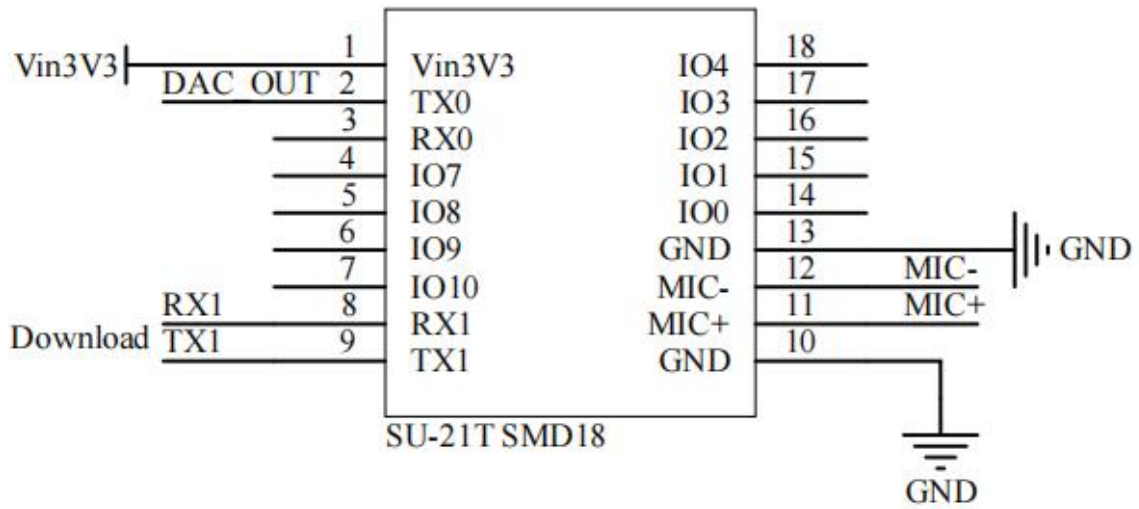 1
18
Vin3V3
Vin3V3
IO4
DAC_OUT
2
17
TX0
IO3
3
16
RX0
IO2
4
15
IO7
IO1
5
14
IO8
IO0
6
13
IO9
GND
GND
7
12
MIC-
IO10
MIC-
RX1
8
11
MIC+
RX1
MIC+
Download
TX1
9
10
TX1
GND
SU-21T SMD18
GND